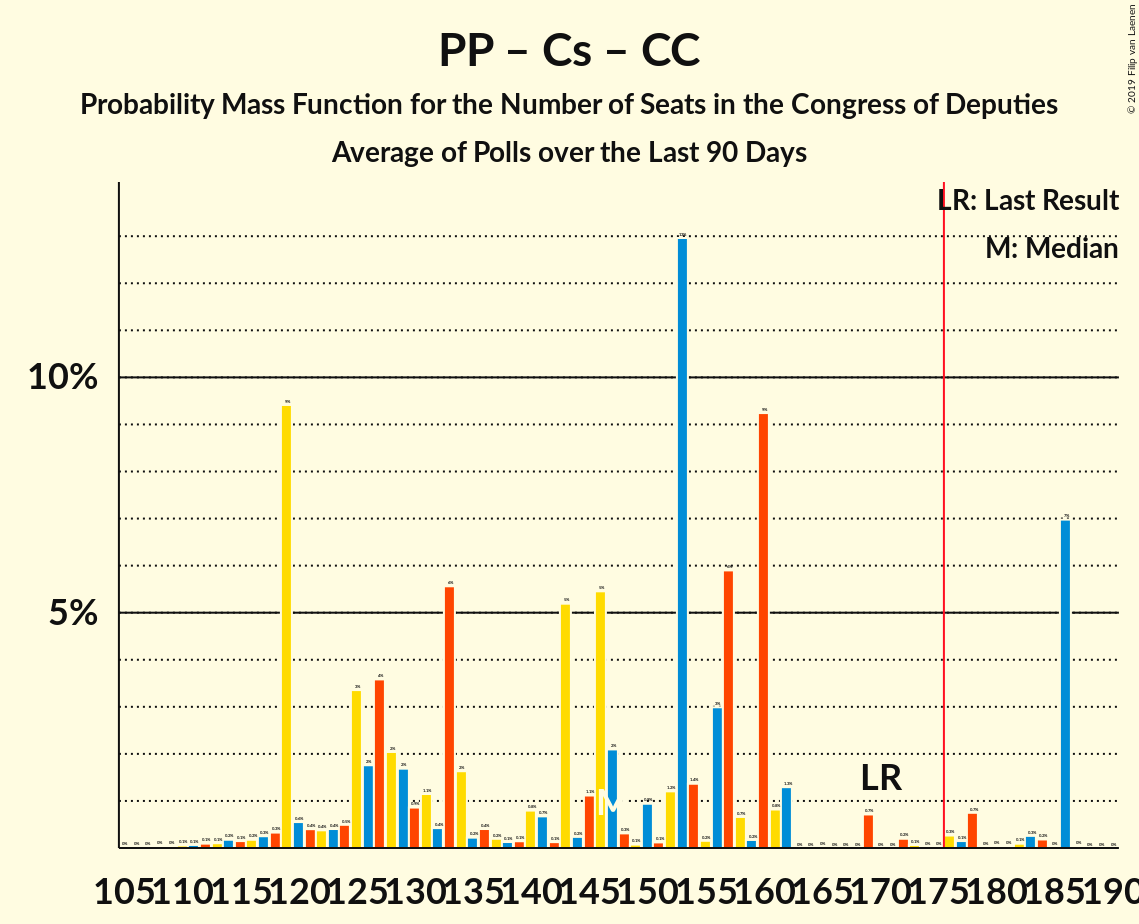 PP – Cs – CC
Probability Mass Function for the Number of Seats in the Congress of Deputies
Average of Polls over the Last 90 Days
© 2019 Filip van Laenen
LR: Last Result
M: Median
10%
5%
LR
M
105 110 115 120 125 130 135 140 145 150 155 160 165 170 175 180 185 190